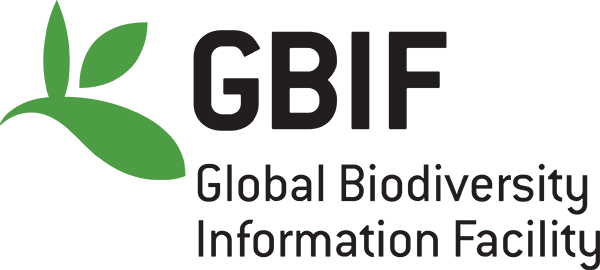 GBIF
Global Biodiversity
Information Facility